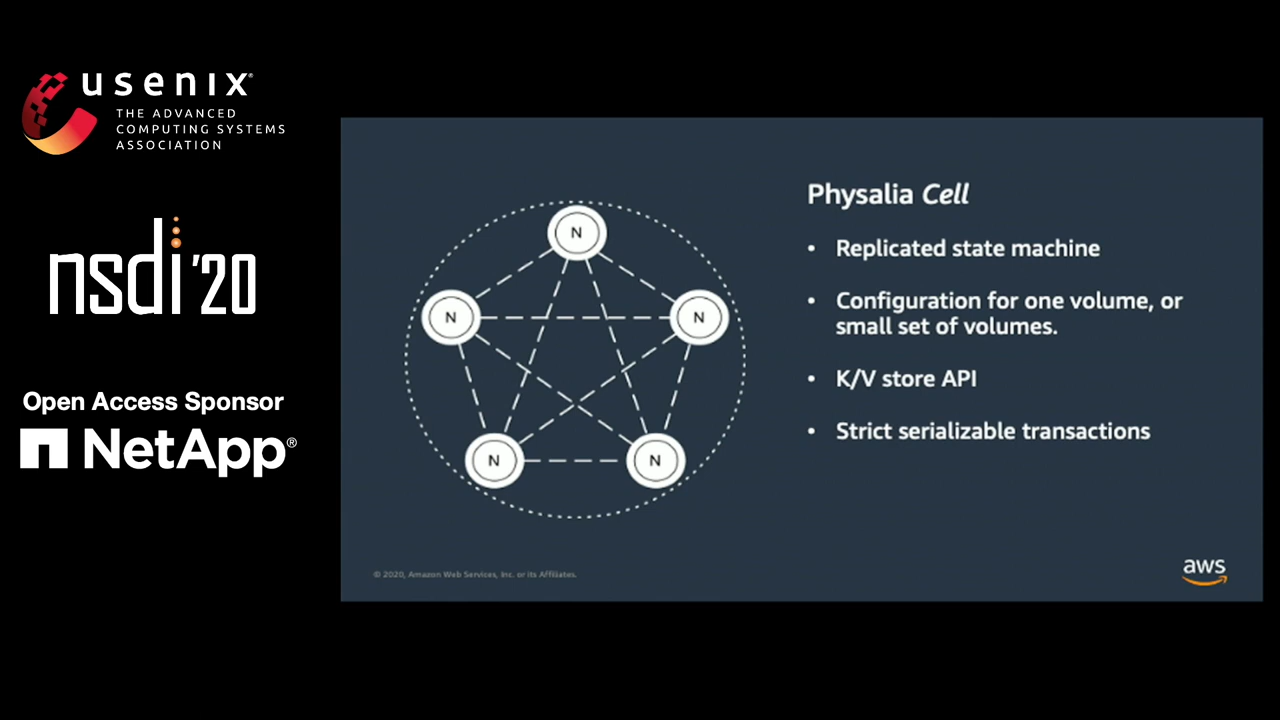 usenix®
THE ADVANCED
COMPUTING SYSTEMS
ASSOCIATION
nsdi '20
Open Access Sponsor
NetApp®
N
N
N
N
N
Physalia Cell
• Replicated state machine
• Configuration for one volume, or
small set of volumes.
• K/V store API
• Strict serializable transactions
© 2020, Amazon Web Services, Inc. or its Affiliates.
aws